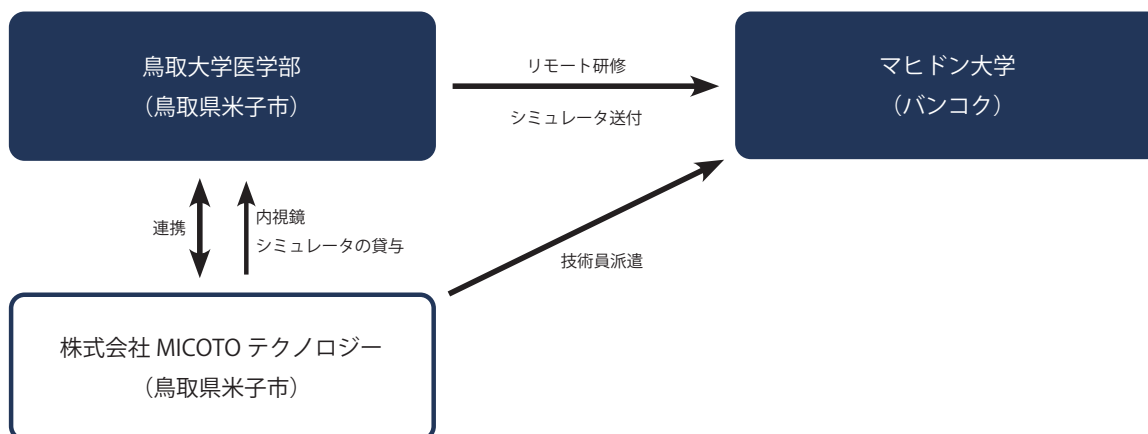 鳥取大学医学部
（鳥取県米子市）
リモート研修
シミュレータ送付
マヒドン大学
（バンコク）
連携
内視鏡
シミュレータの貸与
技術員派遣
株式会社 MICOTO テクノロジー
（鳥取県米子市）